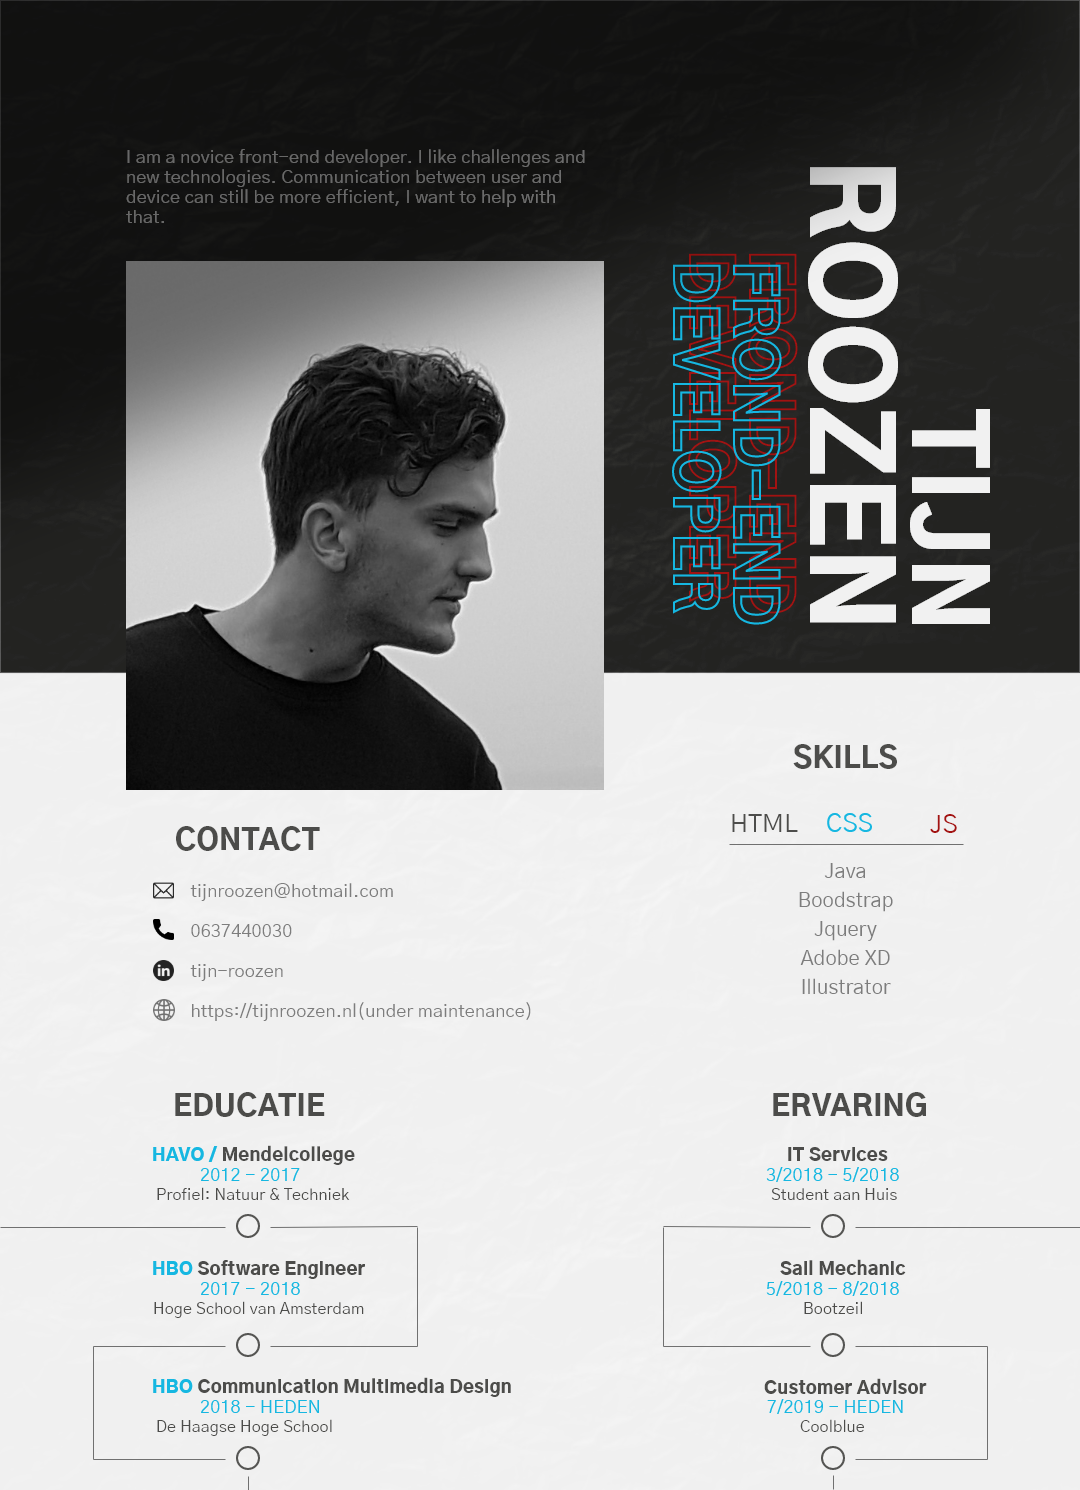 I am a novice front-end developer. I like challenges and
new technologies. Communication between user and
device can still be more efficient, I want to help with
that.
TIJN
ROOZEN
FROND-END
DEVELOPER
SKILLS
HTML CSS JS
Java
Boodstrap
Jquery
Adobe XD
Illustrator
CONTACT
tijnroozen@hotmail.com
0637440030
in tijn-roozen
https://tijnroozen.nl(under maintenance)
EDUCATIE
HAVO / Mendelcollege
2012 - 2017
Profiel: Natuur & Techniek
HBO Software Engineer
2017 - 2018
Hoge School van Amsterdam
HBO Communication Multimedia Design
2018 - HEDEN
De Haagse Hoge School
ERVARING
IT Services
3/2018 - 5/2018
Student aan Huis
Sail Mechanic
5/2018 - 8/2018
Bootzeil
Customer Advisor
7/2019 - HEDEN
Coolblue